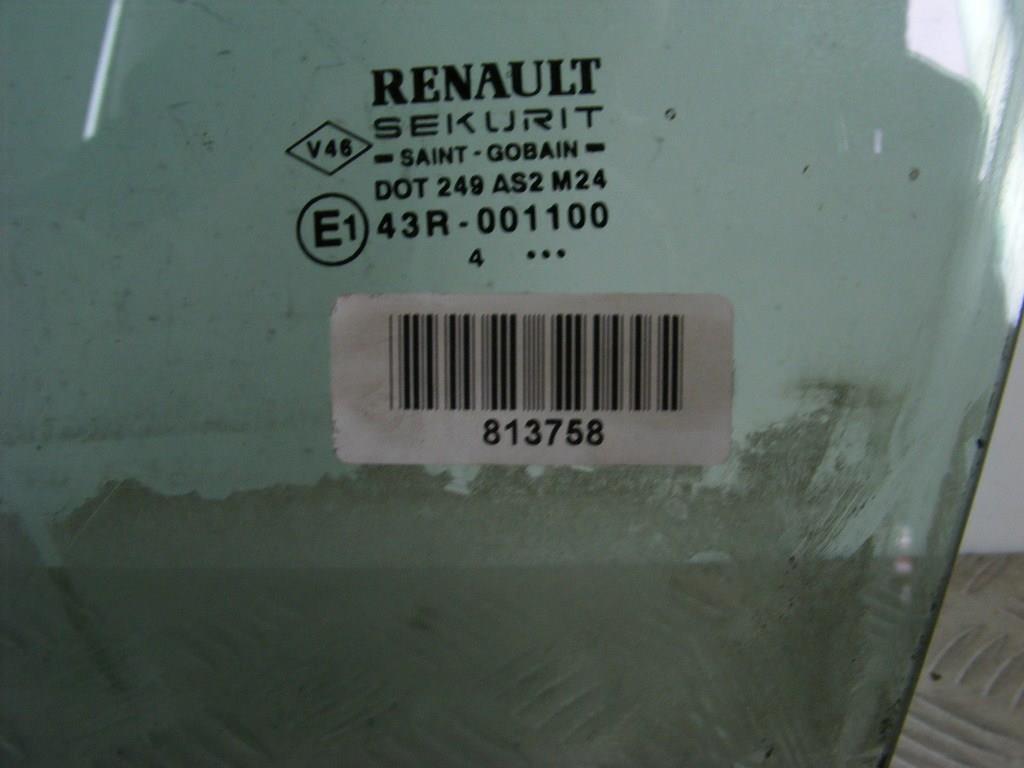 RENAULT
SEKURIT
V46
SAINT - GOBAIN
DOT 249 AS2 M24
E1 43R - 001100
4 •••
813758